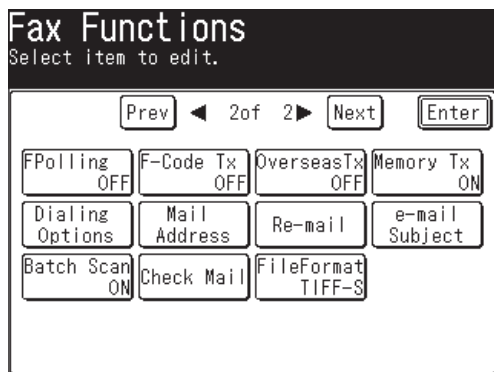 Fax Functions
Select item to edit.
Prev ◀ 2of 2▶ Next Enter
FPolling F-Code Tx OverseasTx Memory Tx
OFF OFF OFF ON
Dialing Mail Re-mail e-mail
Options Address Subject
Batch Scan Check Mail FileFormat
ON TIFF-S